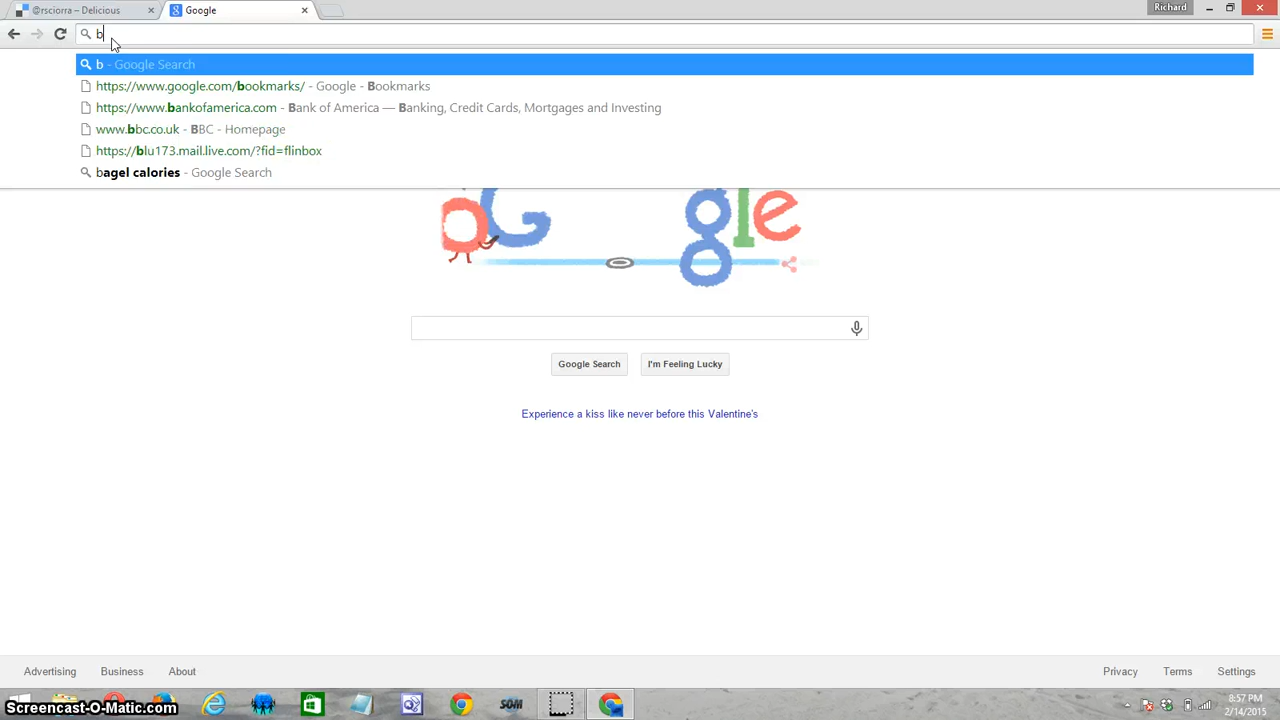 @rsciorra – Delicious
Google
Richard
b
b - Google Search
https://www.google.com/bookmarks/ - Google - Bookmarks
https://www.bankofamerica.com - Bank of America — Banking, Credit Cards, Mortgages and Investing
www.bbc.co.uk - BBC - Homepage
https://blu173.mail.live.com/?fid=flinbox
bagel calories - Google Search
G gle
Google Search
I'm Feeling Lucky
Experience a kiss like never before this Valentine's
Advertising
Business
About
Privacy
Terms
Settings
SOM
8:57 PM
2/14/2015
Screencast-O-Matic.com